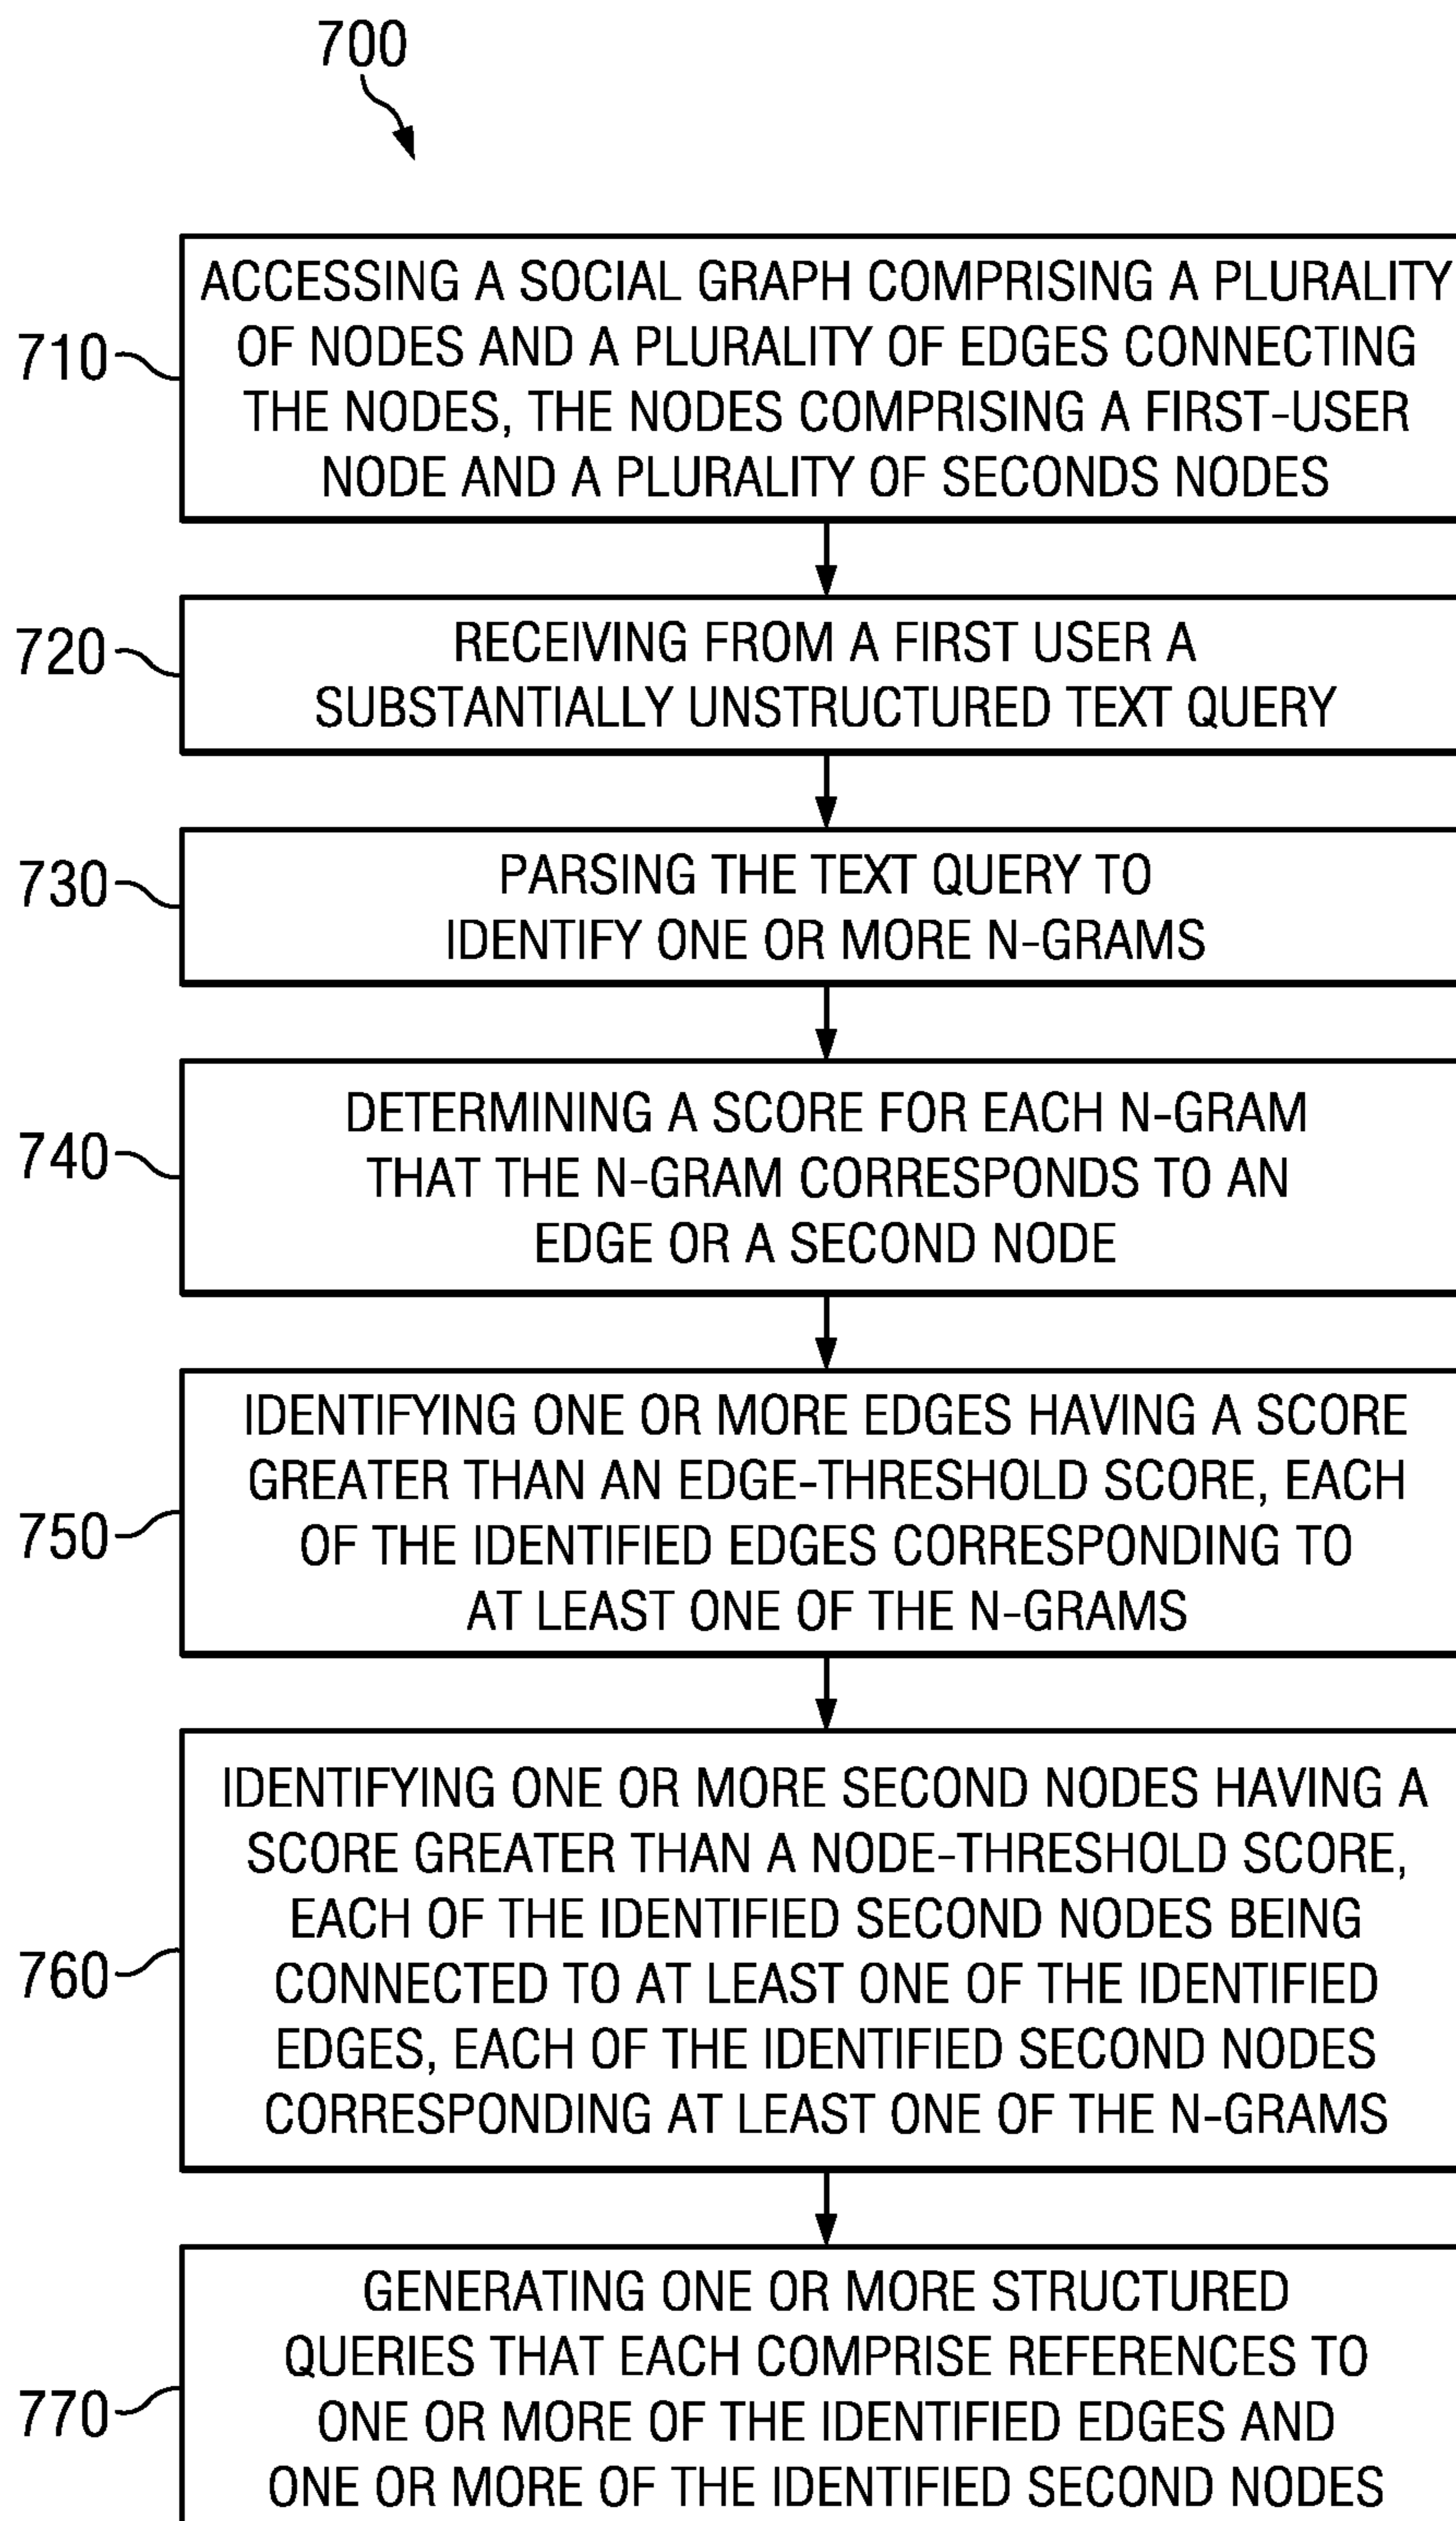 700
710
ACCESSING A SOCIAL GRAPH COMPRISING A PLURALITY
OF NODES AND A PLURALITY OF EDGES CONNECTING
THE NODES, THE NODES COMPRISING A FIRST-USER
NODE AND A PLURALITY OF SECONDS NODES
720
RECEIVING FROM A FIRST USER A
SUBSTANTIALLY UNSTRUCTURED TEXT QUERY
730
PARSING THE TEXT QUERY TO
IDENTIFY ONE OR MORE N-GRAMS
740
DETERMINING A SCORE FOR EACH N-GRAM
THAT THE N-GRAM CORRESPONDS TO AN
EDGE OR A SECOND NODE
750
IDENTIFYING ONE OR MORE EDGES HAVING A SCORE
GREATER THAN AN EDGE-THRESHOLD SCORE, EACH
OF THE IDENTIFIED EDGES CORRESPONDING TO
AT LEAST ONE OF THE N-GRAMS
760
IDENTIFYING ONE OR MORE SECOND NODES HAVING A
SCORE GREATER THAN A NODE-THRESHOLD SCORE,
EACH OF THE IDENTIFIED SECOND NODES BEING
CONNECTED TO AT LEAST ONE OF THE IDENTIFIED
EDGES, EACH OF THE IDENTIFIED SECOND NODES
CORRESPONDING AT LEAST ONE OF THE N-GRAMS
770
GENERATING ONE OR MORE STRUCTURED
QUERIES THAT EACH COMPRISE REFERENCES TO
ONE OR MORE OF THE IDENTIFIED EDGES AND
ONE OR MORE OF THE IDENTIFIED SECOND NODES